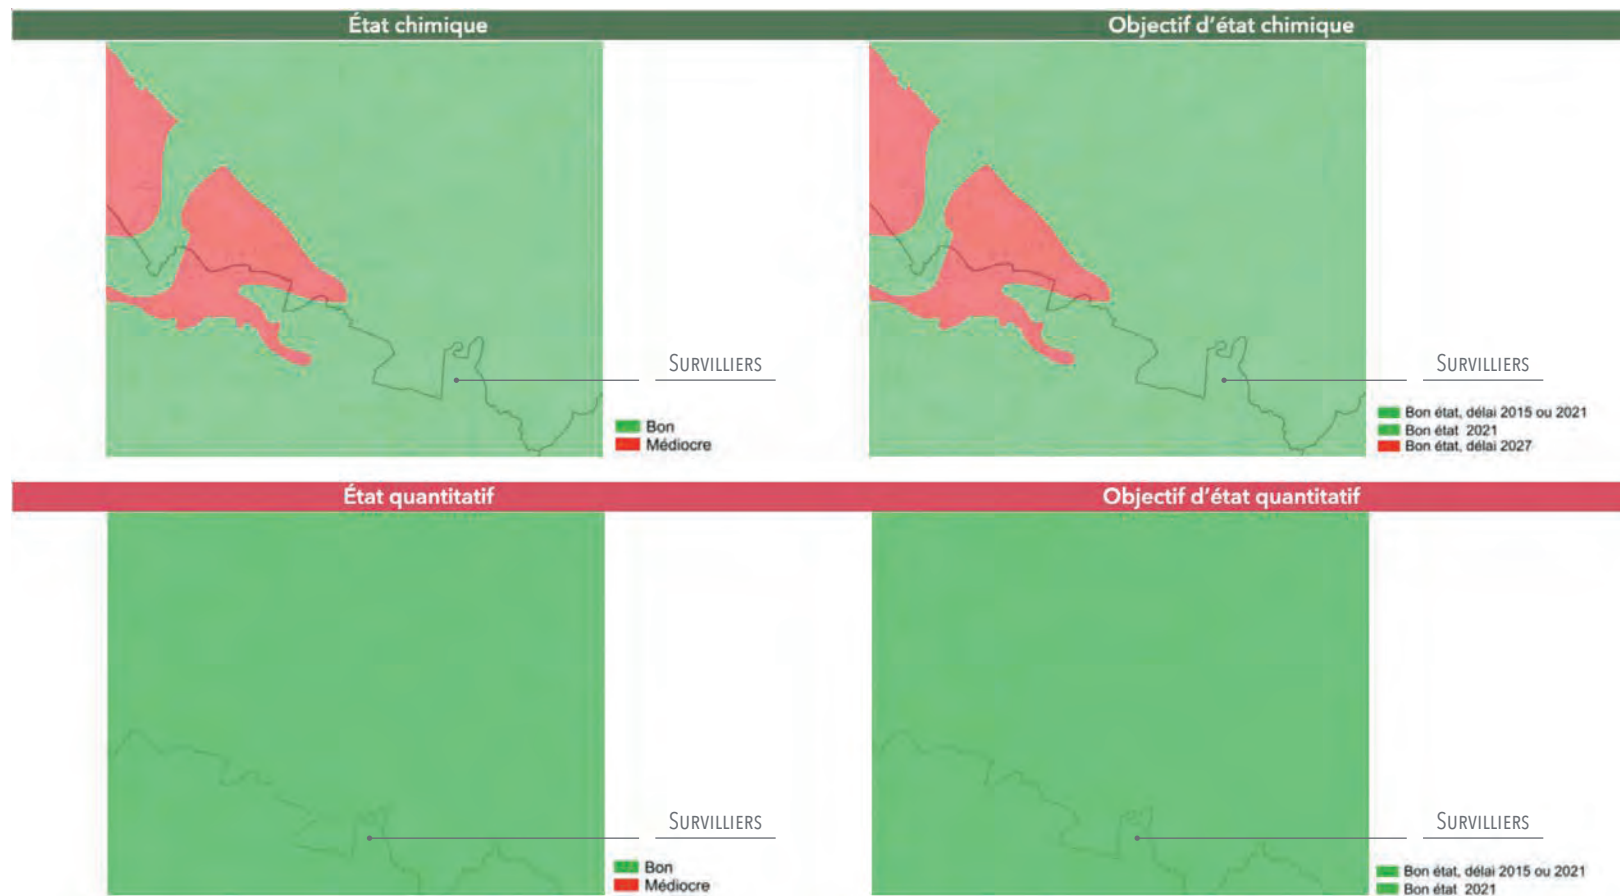 État chimique
Objectif d'état chimique
SURVILLIERS
Bon
Médiocre
SURVILLIERS
Bon état, délai 2015 ou 2021
Bon état 2021
Bon état, délai 2027
État quantitatif
Objectif d'état quantitatif
SURVILLIERS
Bon
Médiocre
SURVILLIERS
Bon état, délai 2015 ou 2021
Bon état 2021